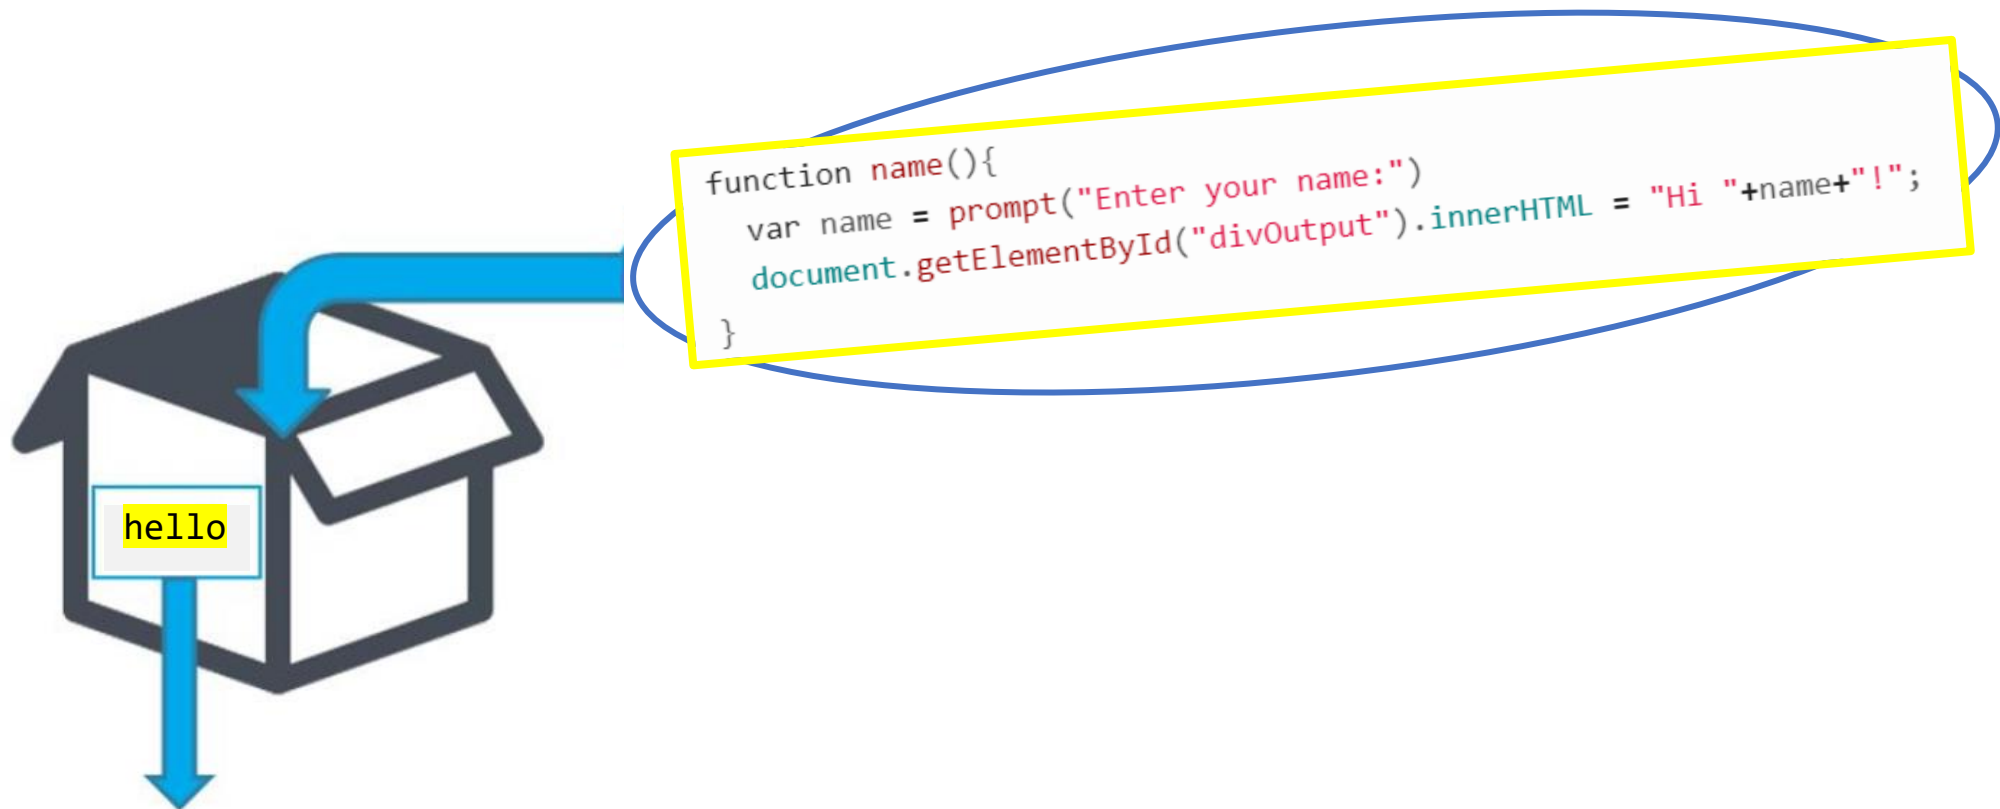 function name(){
  var name = prompt("Enter your name:")
  document.getElementById("divOutput").innerHTML = "Hi "+name+"!";
}
hello